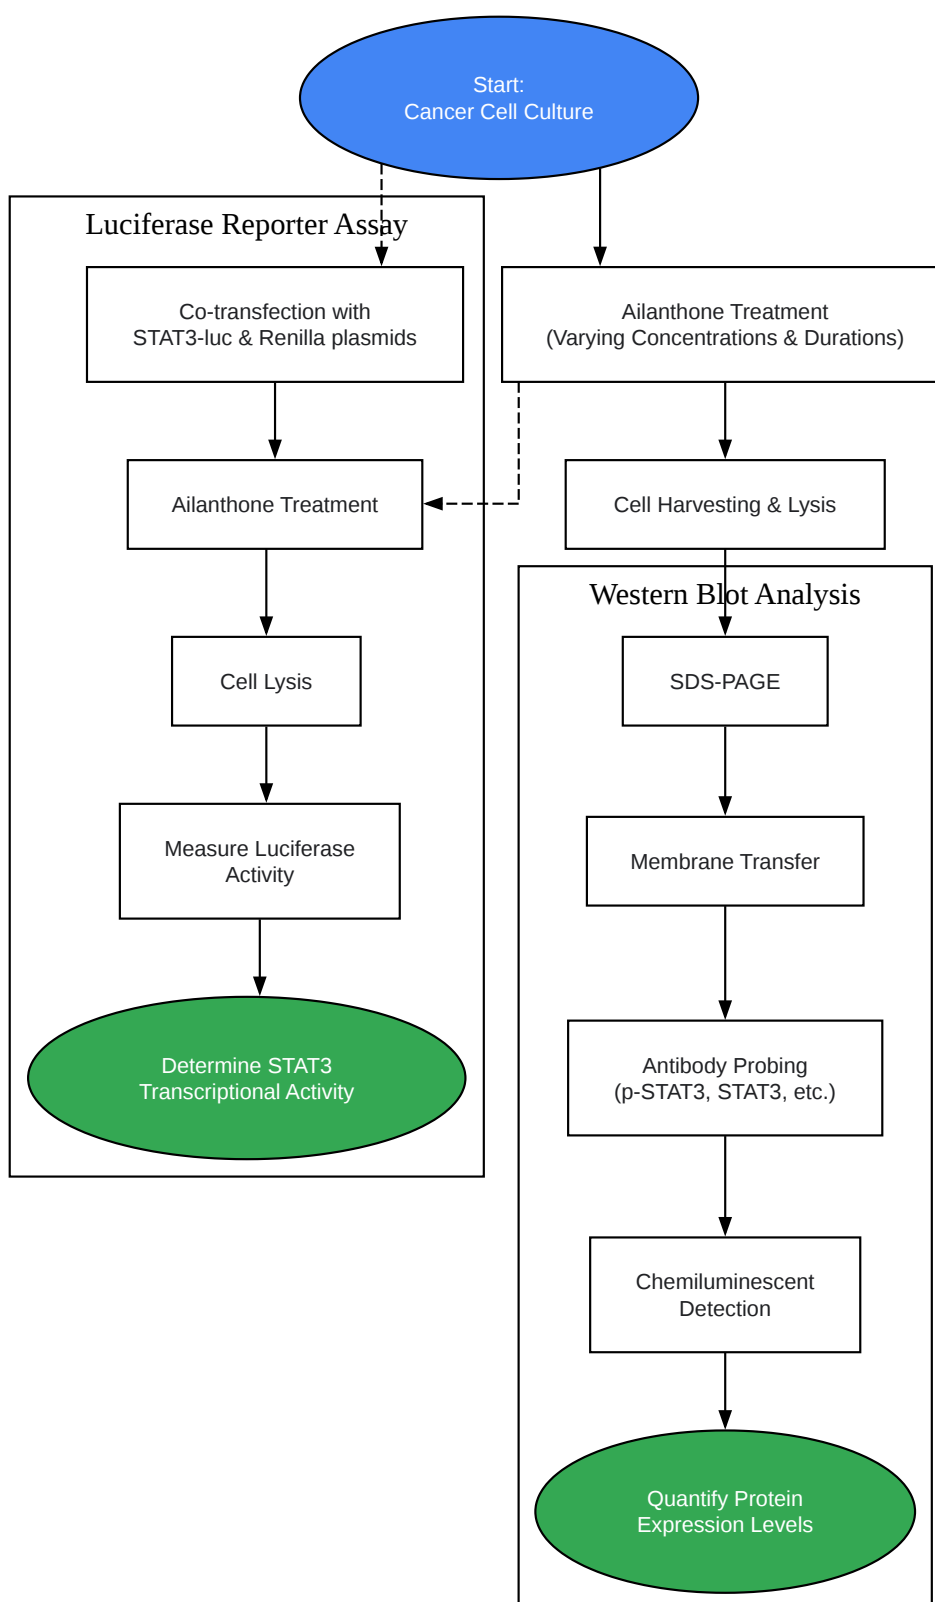 Start:
Cancer Cell Culture
Luciferase Reporter Assay
Co-transfection with
STAT3-luc & Renilla plasmids
Ailanthone Treatment
(Varying Concentrations & Durations)
Ailanthone Treatment
Cell Harvesting & Lysis
Western Blot Analysis
Cell Lysis
SDS-PAGE
Measure Luciferase
Activity
Membrane Transfer
Determine STAT3
Transcriptional Activity
Antibody Probing
(p-STAT3, STAT3, etc.)
Chemiluminescent
Detection
Quantify Protein
Expression Levels